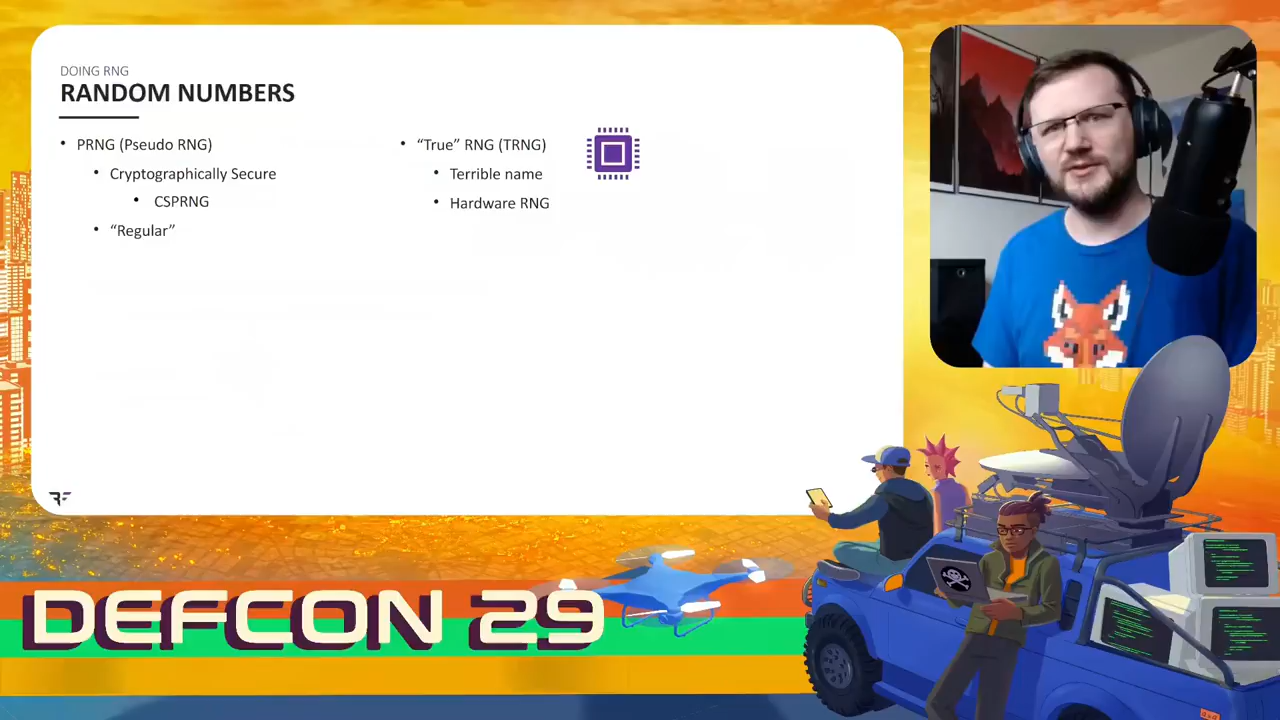 DOING RNG
RANDOM NUMBERS
• PRNG (Pseudo RNG)
• Cryptographically Secure
• CSPRNG
• “Regular”
• “True” RNG (TRNG)
• Terrible name
• Hardware RNG
DEFCON 29